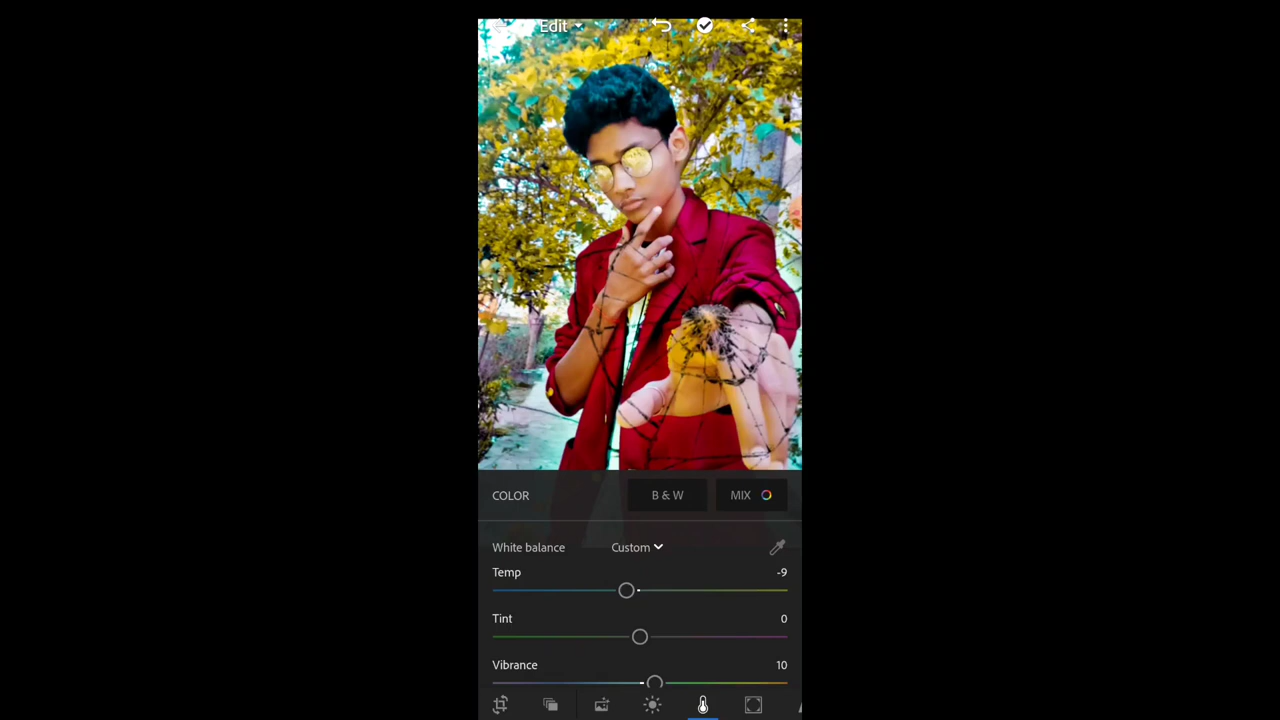 Edit
COLOR B & W MIX
White balance Custom
Temp -9
Tint 0
Vibrance 10